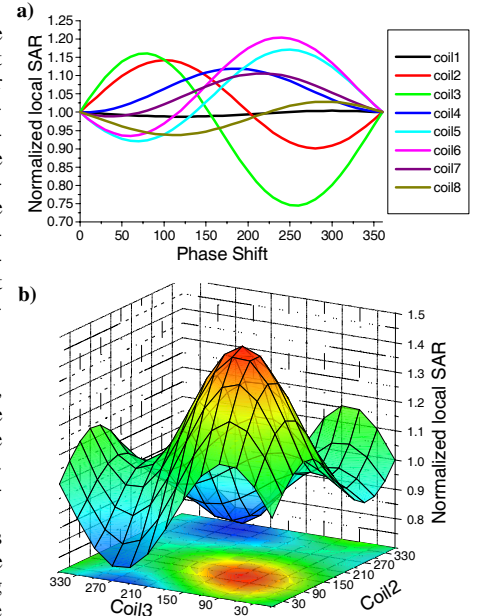 a)
1.25
1.20
1.15
1.10
1.05
1.00
0.95
0.90
0.85
0.80
0.75
0.70
Normalized local SAR
0 50 100 150 200 250 300 350
Phase Shift
coil1
coil2
coil3
coil4
coil5
coil6
coil7
coil8
b)
1.5
1.4
1.3
1.2
1.1
1.0
0.9
0.8
Normalized local SAR
330 270 210 150 90 30
Coil3
30 90 150 210 270 330
Coil2